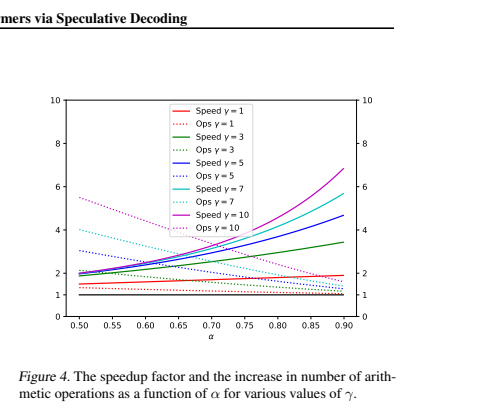 mers via Speculative Decoding
10 10
Speed γ = 1
Ops γ = 1
Speed γ = 3
Ops γ = 3
Speed γ = 5
Ops γ = 5
Speed γ = 7
Ops γ = 7
Speed γ = 10
Ops γ = 10
8 8
6 6
4 4
2 2
1 1
0 0
0.50 0.55 0.60 0.65 0.70 0.75 0.80 0.85 0.90
α
Figure 4. The speedup factor and the increase in number of arith-
metic operations as a function of α for various values of γ.